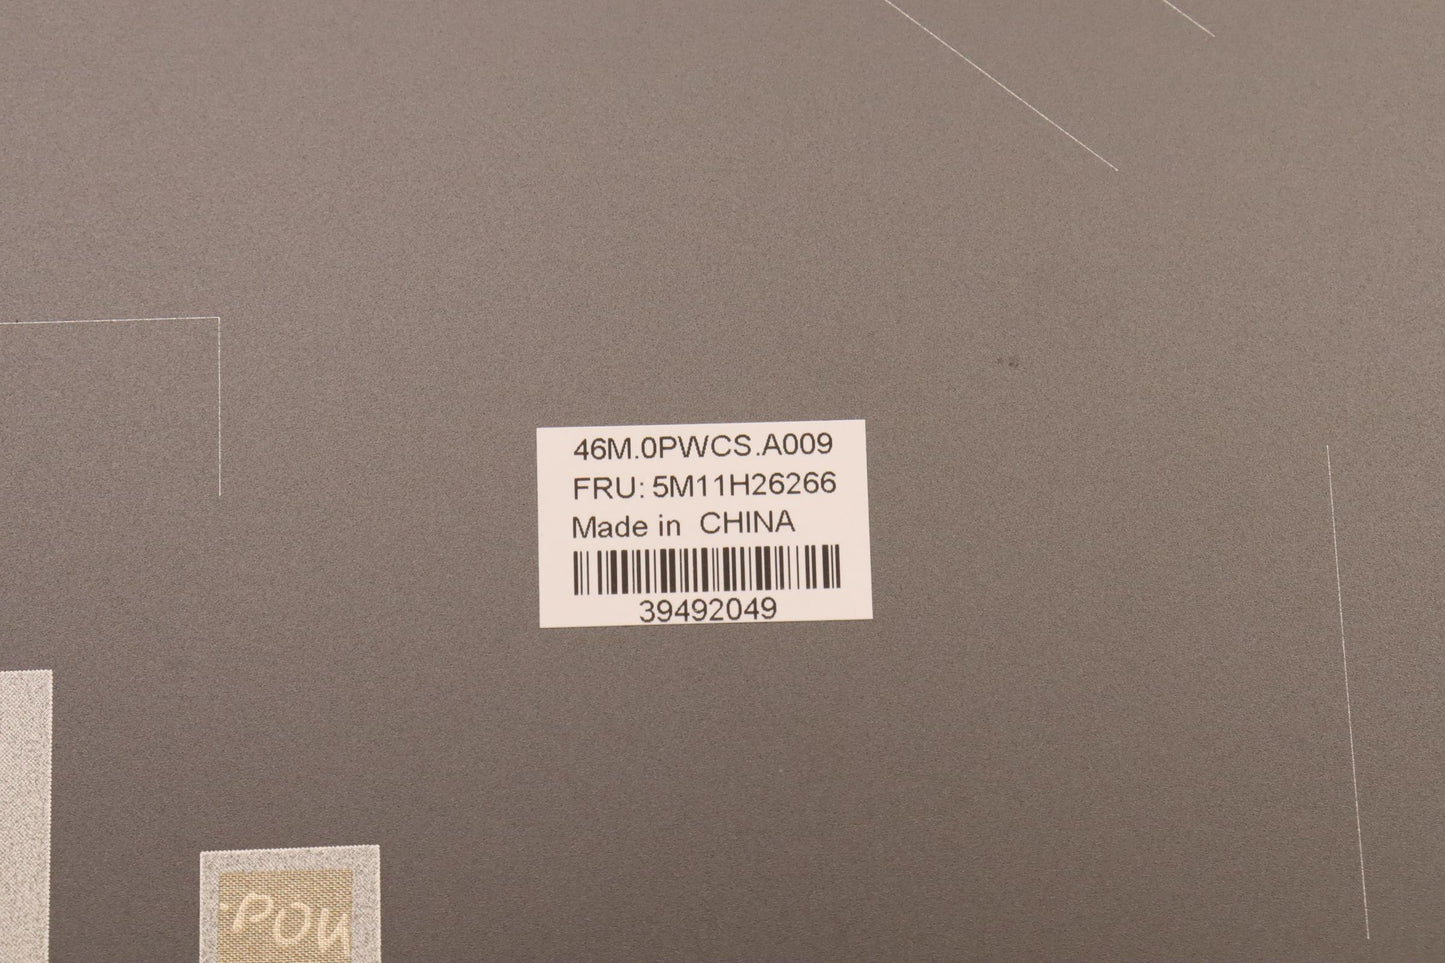 46M.0PWCS.A009
FRU: 5M11H26266
Made in CHINA
39492049